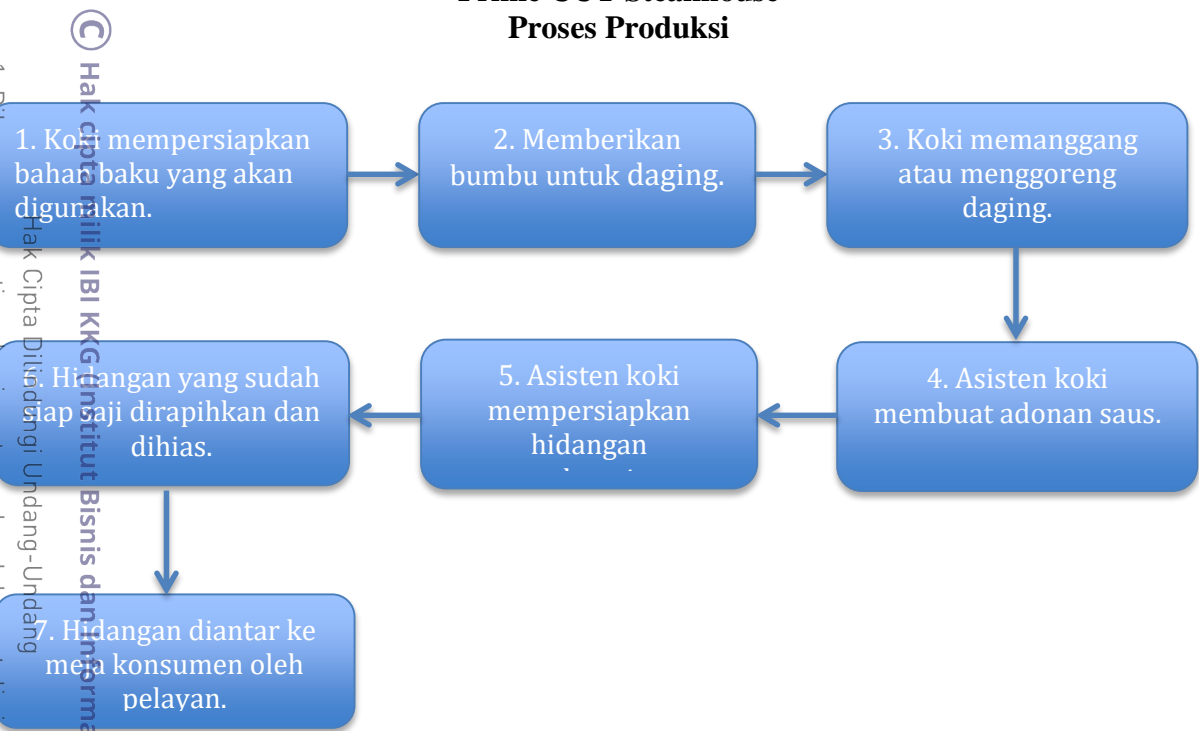 Proses Produksi
1. Koki mempersiapkan
bahan baku yang akan
digunakan.
2. Memberikan
bumbu untuk daging.
3. Koki memanggang
atau menggoreng
daging.
4. Asisten koki
membuat adonan saus.
5. Asisten koki
mempersiapkan
hidangan
6. Hidangan yang sudah
siap saji dirapihkan dan
dihias.
7. Hidangan diantar ke
meja konsumen oleh
pelayan.
© Hak cipta milik IBI KKG (Institut Bisnis dan Informa
Hak Cipta Dilindungi Undang-Undang